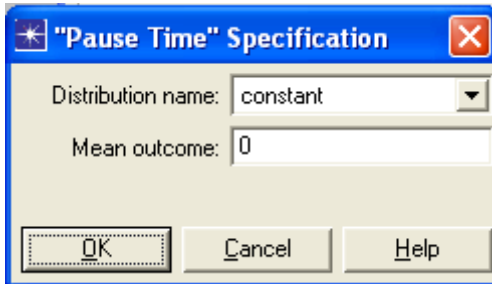 "Pause Time" Specification
Distribution name: constant
Mean outcome: 0
OK Cancel Help